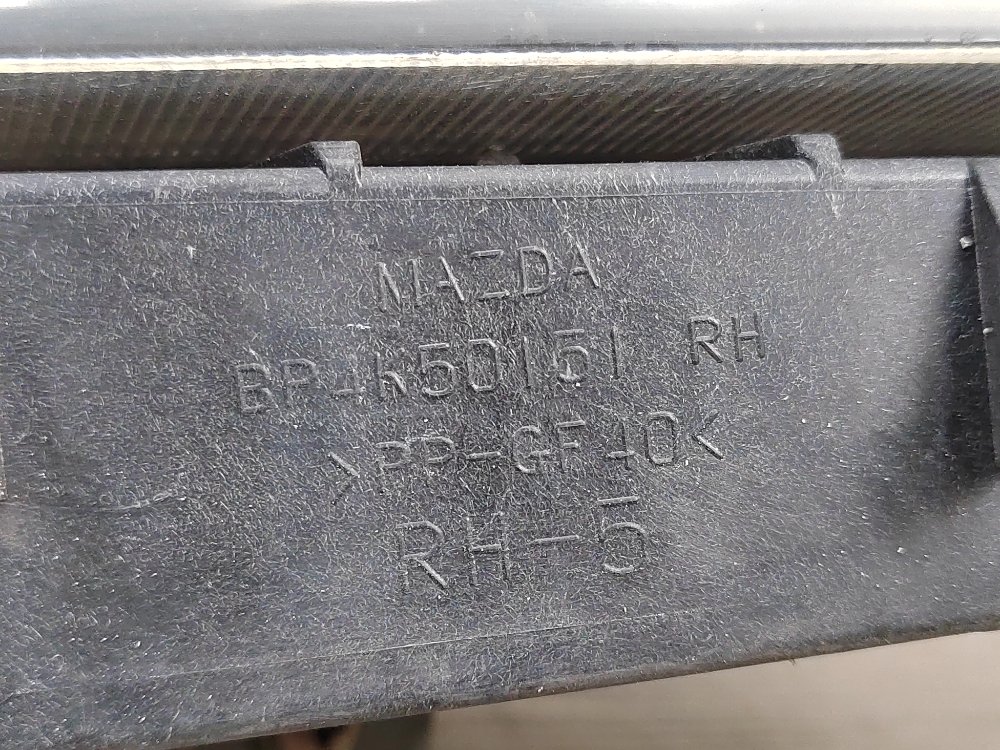 MAZDA
BP4K50151 RH
>PP-GF40<
RH-5